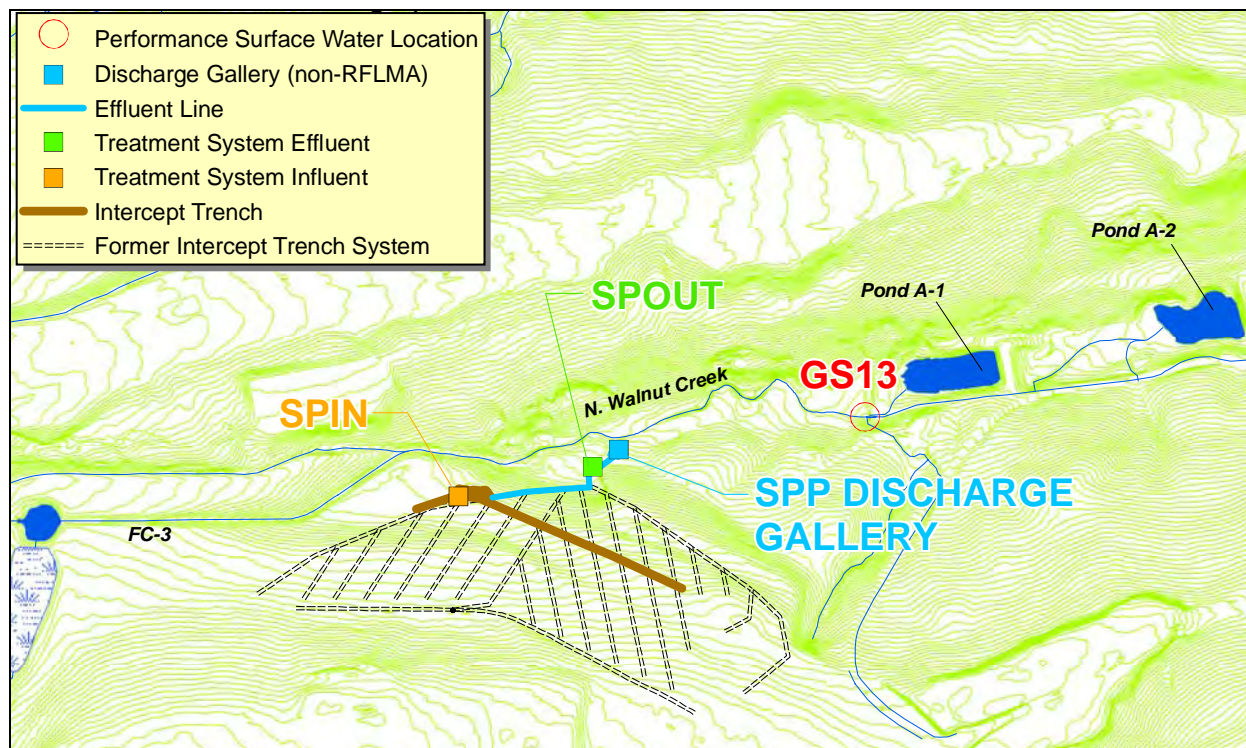 Performance Surface Water Location
Discharge Gallery (non-RFLMA)
Effluent Line
Treatment System Effluent
Treatment System Influent
Intercept Trench
Former Intercept Trench System
Pond A-2
SPOUT
Pond A-1
GS13
N. Walnut Creek
SPIN
SPP DISCHARGE
GALLERY
FC-3